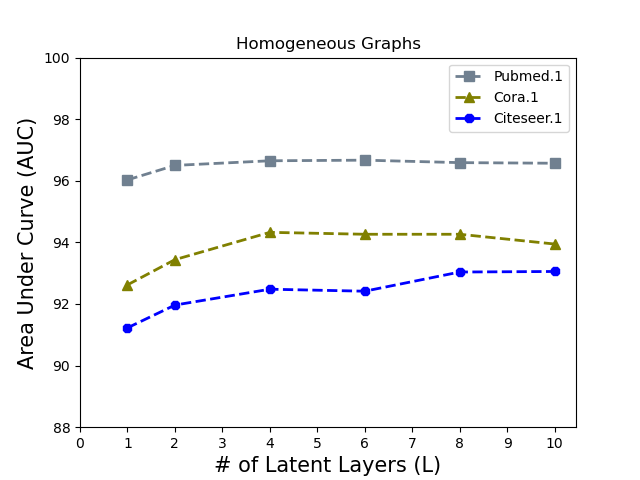 Homogeneous Graphs
100
98
96
94
92
90
88
Area Under Curve (AUC)
Pubmed.1
Cora.1
Citeseer.1
0 1 2 3 4 5 6 7 8 9 10
# of Latent Layers (L)